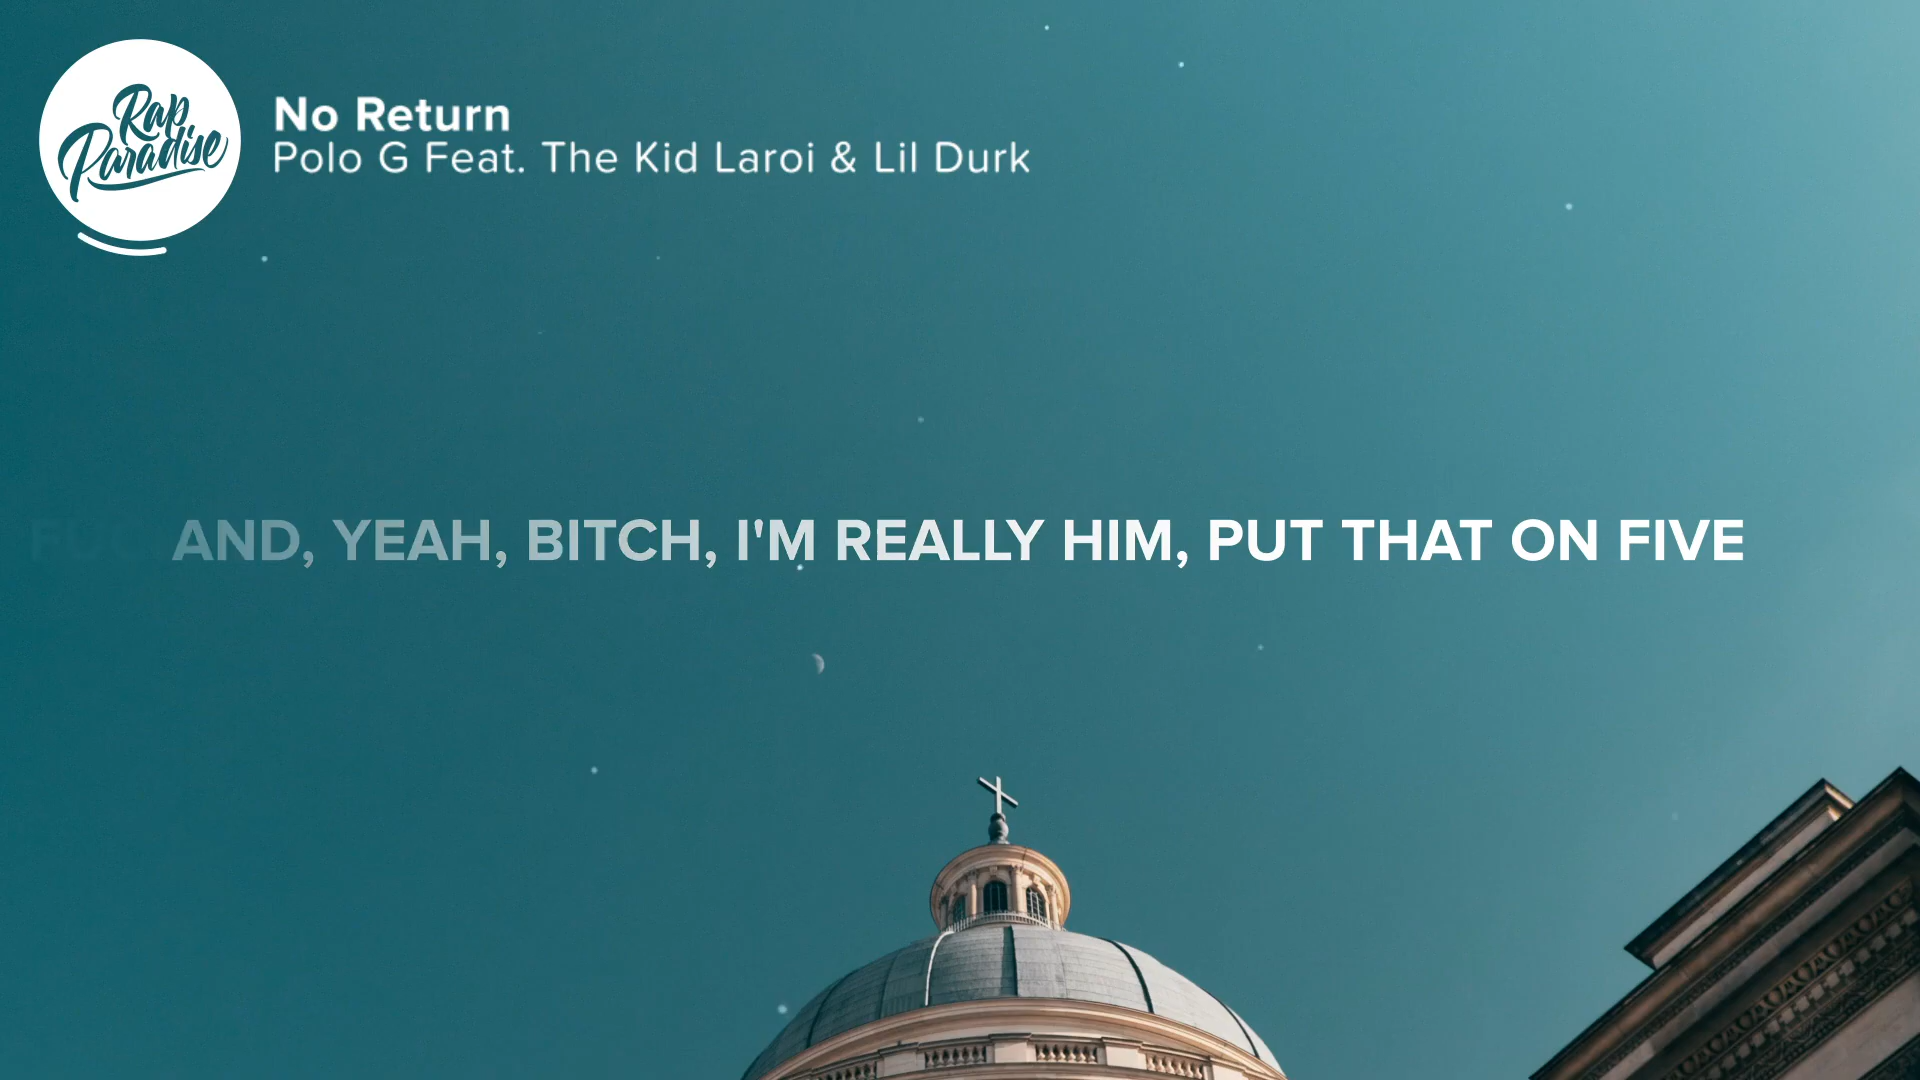 Rap
Paradise
No Return
Polo G Feat. The Kid Laroi & Lil Durk
AND, YEAH, BITCH, I'M REALLY HIM, PUT THAT ON FIVE